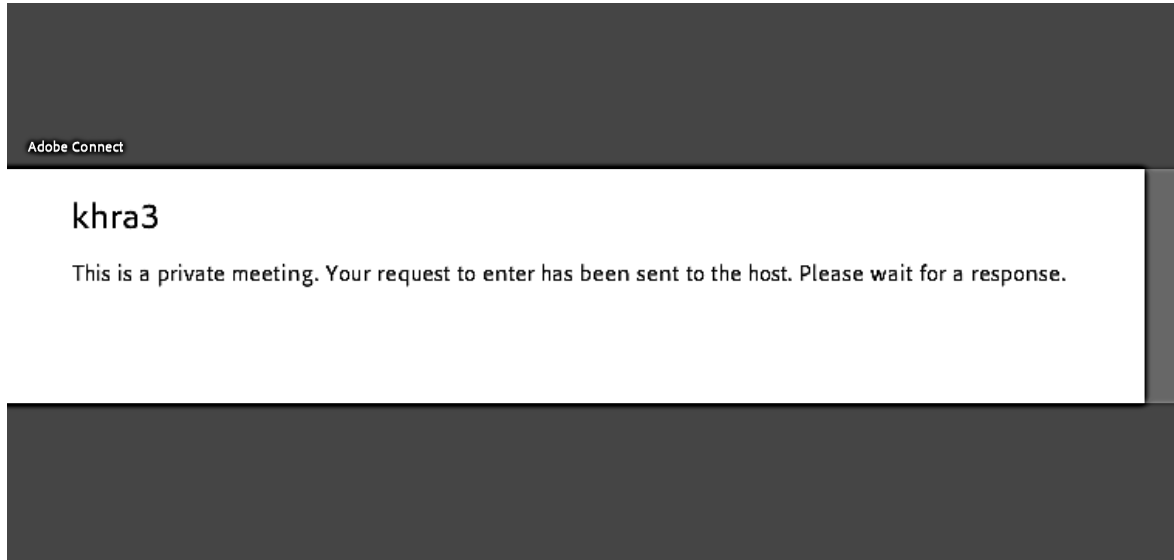 Adobe Connect
khra3
This is a private meeting. Your request to enter has been sent to the host. Please wait for a response.